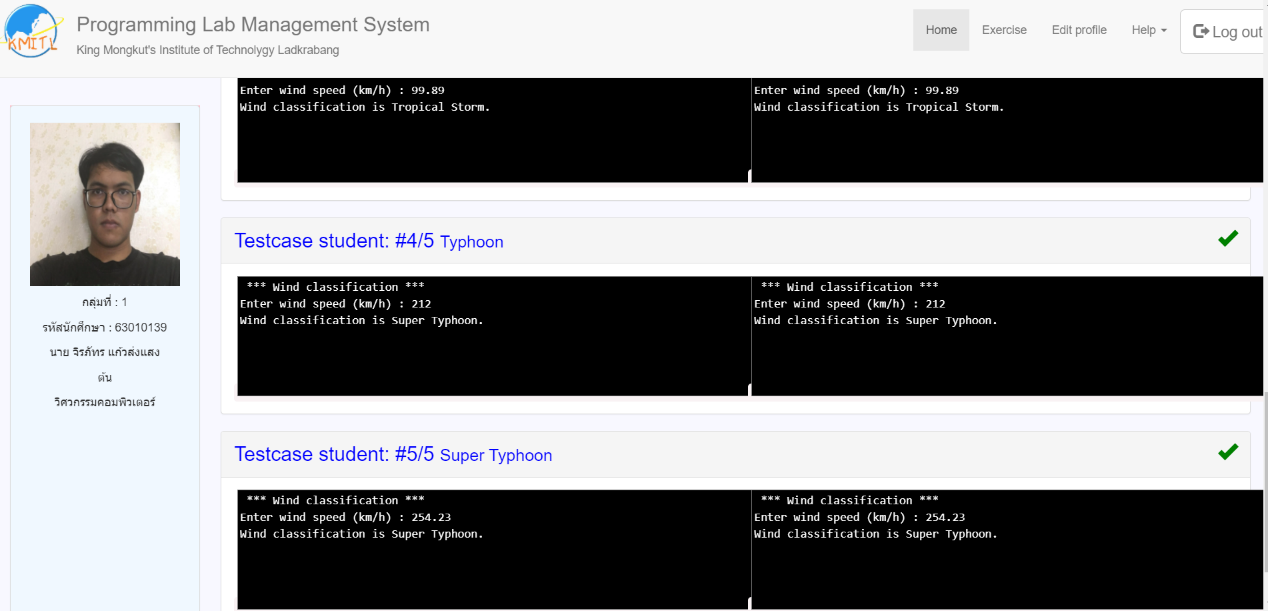 KMITL
Programming Lab Management System
King Mongkut's Institute of Technolygy Ladkrabang
Home
Exercise
Edit profile
Help
Log out
กลุ่มที่ : 1
รหัสนักศึกษา : 63010139
นาย จิรภัทร แก้วส่งแสง
ต้น
วิศวกรรมคอมพิวเตอร์
Enter wind speed (km/h) : 99.89
Wind classification is Tropical Storm.
Enter wind speed (km/h) : 99.89
Wind classification is Tropical Storm.
Testcase student: #4/5 Typhoon
*** Wind classification ***
Enter wind speed (km/h) : 212
Wind classification is Super Typhoon.
*** Wind classification ***
Enter wind speed (km/h) : 212
Wind classification is Super Typhoon.
Testcase student: #5/5 Super Typhoon
*** Wind classification ***
Enter wind speed (km/h) : 254.23
Wind classification is Super Typhoon.
*** Wind classification ***
Enter wind speed (km/h) : 254.23
Wind classification is Super Typhoon.